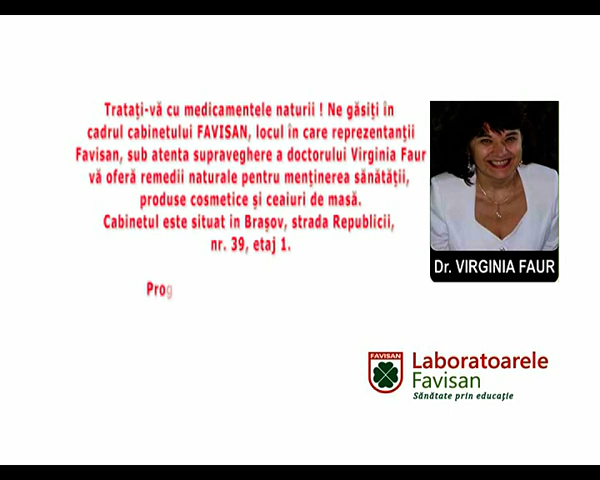 Tratați-vă cu medicamentele naturii ! Ne găsiți în
cadrul cabinetului FAVISAN, locul în care reprezentanții
Favisan, sub atenta supraveghere a doctorului Virginia Faur
vă oferă remedii naturale pentru menținerea sănătății,
produse cosmetice și ceaiuri de masă.
Cabinetul este situat in Brașov, strada Republicii,
nr. 39, etaj 1.
Prog
Dr. VIRGINIA FAUR
FAVISAN
Laboratoarele
Favisan
Sănătate prin educație